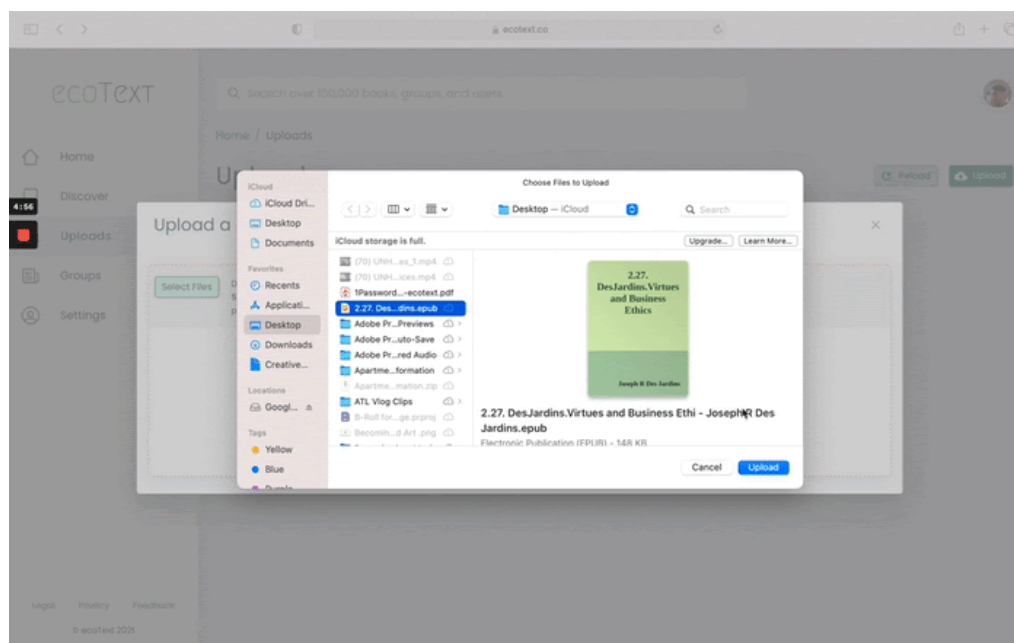 ecotext.co
ecoText
Search over 150,000 books, groups, and users
Home / Uploads
Home
Discover
Uploads
Groups
Settings
Reload
Upload
4:56
Upload a
Select Files
Choose Files to Upload
iCloud
iCloud Dri...
Desktop
Documents
Favorites
Recents
Applicati...
Desktop
Downloads
Creative...
Locations
Googl...
Tags
Yellow
Blue
Purple
Desktop — iCloud
Search
iCloud storage is full.
Upgrade...
Learn More...
(70) UNH...es_1.mp4
(70) UNH...ices.mp4
1Password...-ecotext.pdf
2.27. Des...dins.epub
Adobe Pr...Previews
Adobe Pr...uto-Save
Adobe Pr...red Audio
Apartme...formation
Apartme...mation.zip
ATL Vlog Clips
B-Roll for...ge.prproj
Becomin...d Art .png
2.27.
DesJardins.Virtues
and Business
Ethics
Joseph R Des Jardins
2.27. DesJardins.Virtues and Business Ethi - Joseph R Des
Jardins.epub
Electronic Publication (EPUB) - 148 KB
Cancel
Upload
Legal
Privacy
Feedback
© ecoText 2021